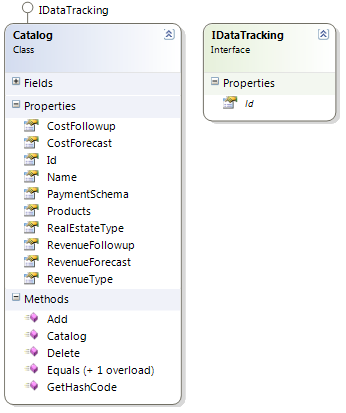 IDataTracking
Catalog
Class
Fields
Properties
CostFollowup
CostForecast
Id
Name
PaymentSchema
Products
RealEstateType
RevenueFollowup
RevenueForecast
RevenueType
Methods
Add
Catalog
Delete
Equals (+ 1 overload)
GetHashCode
IDataTracking
Interface
Properties
Id